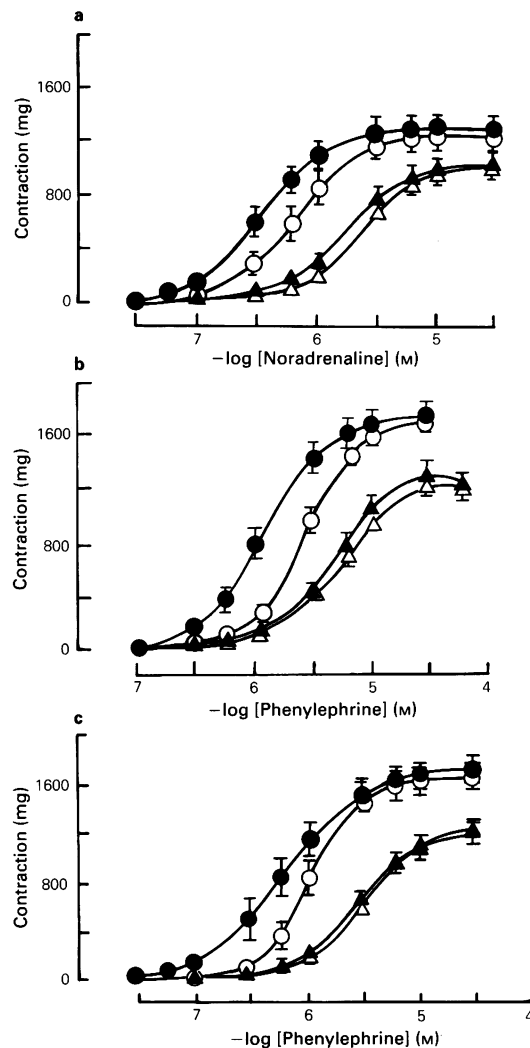 a
Contraction (mg)
1600
800
0
7 6 5
−log [Noradrenaline] (M)
b
Contraction (mg)
1600
800
0
7 6 5 4
−log [Phenylephrine] (M)
c
Contraction (mg)
1600
800
0
7 6 5 4
−log [Phenylephrine] (M)